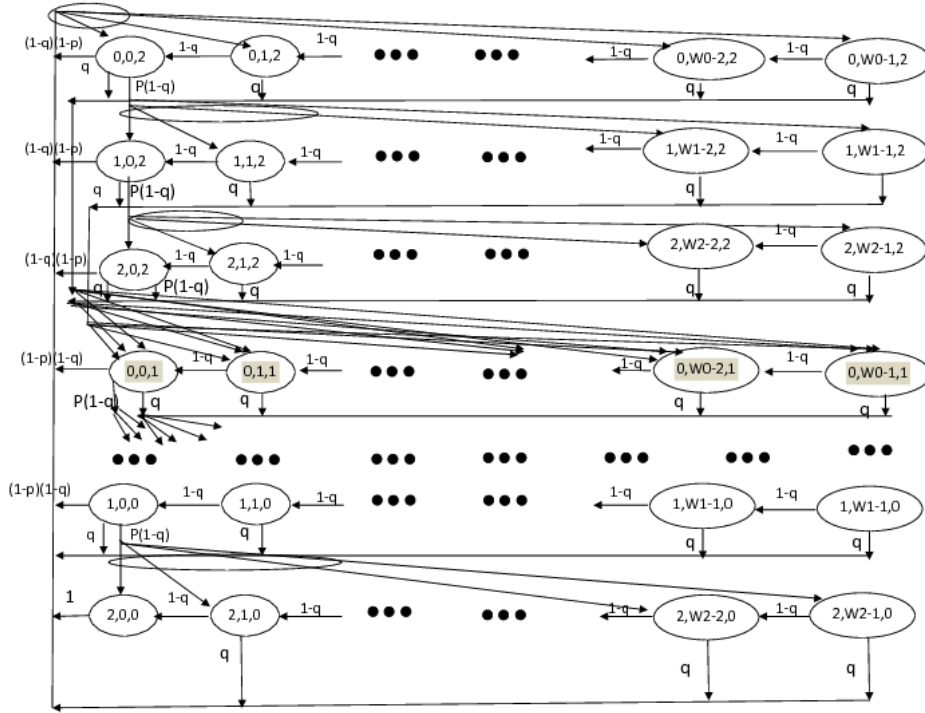 (1-q)(1-p) 0,0,2 1-q 0,1,2 1-q 0,W0-2,2 1-q 0,W0-1,2
q P(1-q) q q q
(1-q)(1-p) 1,0,2 1-q 1,1,2 1-q 1-q 1,W1-2,2 1-q 1,W1-1,2
q P(1-q) q q
(1-q)(1-p) 2,0,2 1-q 2,1,2 1-q 2,W2-2,2 1-q 2,W2-1,2
q P(1-q) q q q
(1-p)(1-q) 0,0,1 1-q 0,1,1 1-q 1-q 0,W0-2,1 1-q 0,W0-1,1
P(1-q) q q q q
(1-p)(1-q) 1,0,0 1-q 1,1,0 1-q 1-q 1,W1-1,0 1-q 1,W1-1,0
q P(1-q) q q q
1 2,0,0 1-q 2,1,0 1-q 1-q 2,W2-2,0 1-q 2,W2-1,0
q q q